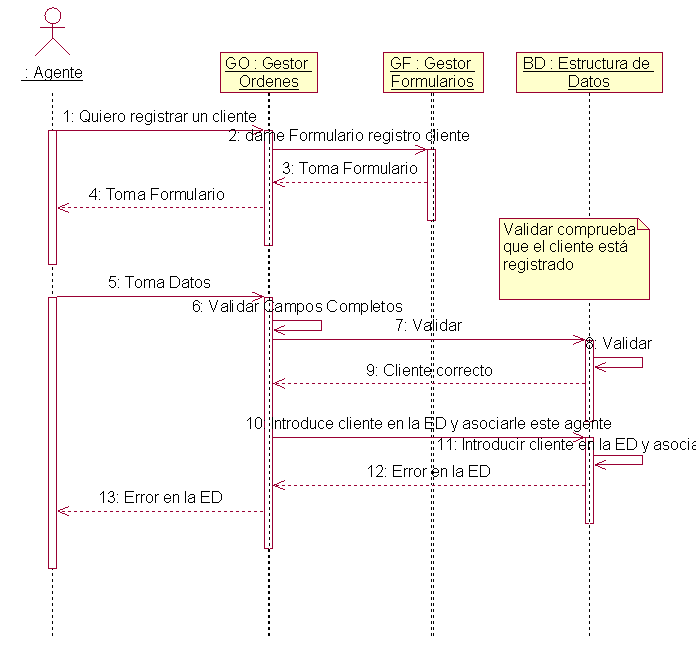 : Agente
GO : Gestor
Ordenes
GF : Gestor
Formularios
BD : Estructura de
Datos
1: Quiero registrar un cliente
2: dame Formulario registro cliente
3: Toma Formulario
4: Toma Formulario
Validar comprueba
que el cliente está
registrado
5: Toma Datos
6: Validar Campos Completos
7: Validar
8: Validar
9: Cliente correcto
10: Introduce cliente en la ED y asociarle este agente
11: Introducir cliente en la ED y asocia
12: Error en la ED
13: Error en la ED